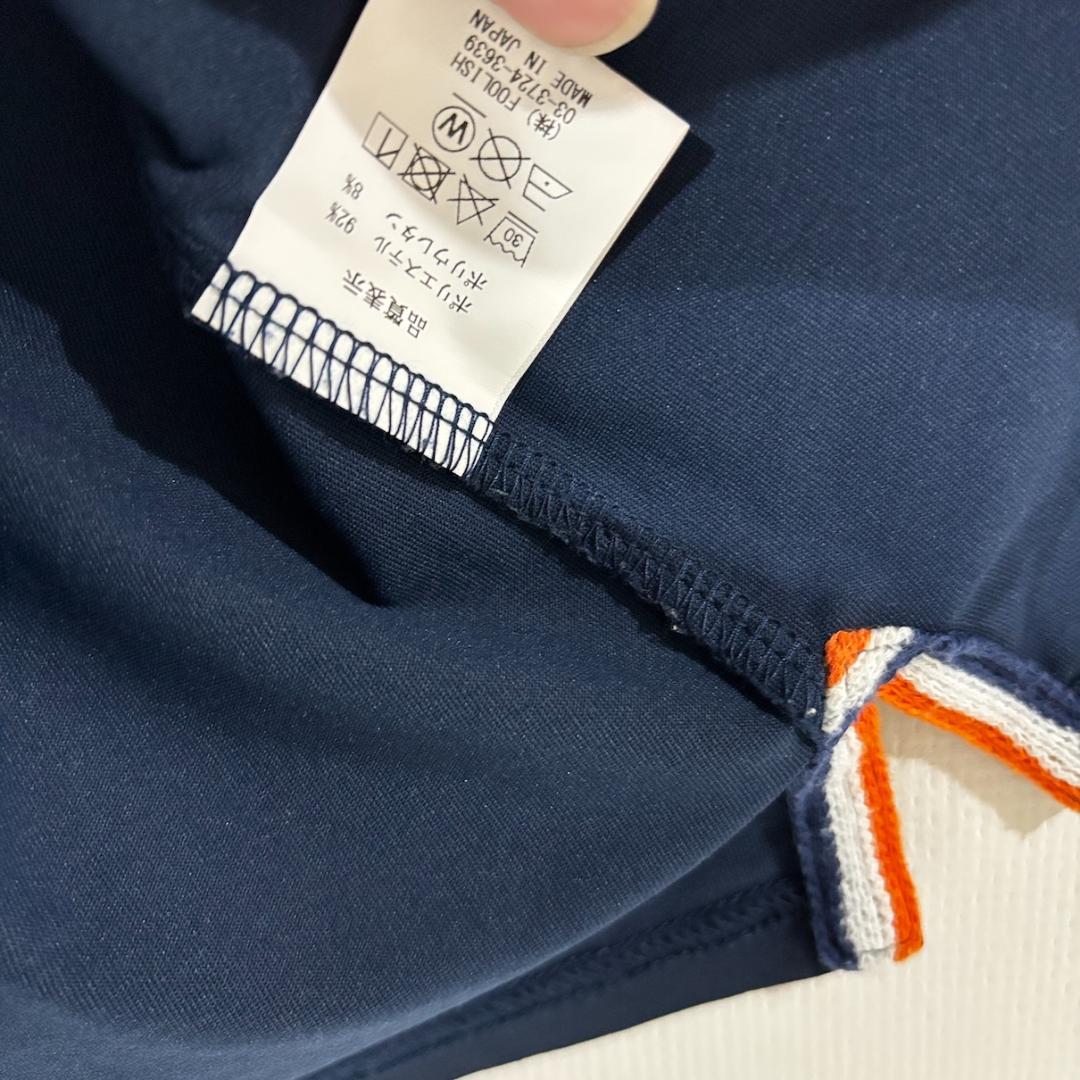 品質表示
ポリエステル 92%
ポリウレタン 8%
30
W
(株) FOOLISH
03-3724-3639
MADE IN JAPAN